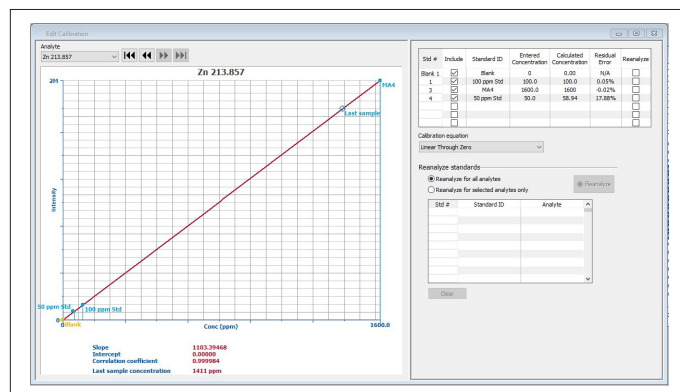 Edit Calibration
Analyte
Zn 213.857
Zn 213.857
2M
MA4
Last sample
Intensity
50 ppm Std
100 ppm Std
0
0
Blank
Conc (ppm)
1600.0
Slope 1103.39468
Intercept 0.00000
Correlation coefficient 0.999984
Last sample concentration 1411 ppm
Std # Include Standard ID Entered Concentration Calculated Concentration Residual Error Reanalyze
Blank 1 Blank 0 0.00 N/A
1 100 ppm Std 100.0 100.0 0.05%
3 MA4 1600.0 1600 -0.02%
4 50 ppm Std 50.0 58.94 17.88%
Calibration equation
Linear Through Zero
Reanalyze standards
Reanalyze for all analytes
Reanalyze for selected analytes only
Reanalyze
Std # Standard ID Analyte
Clear